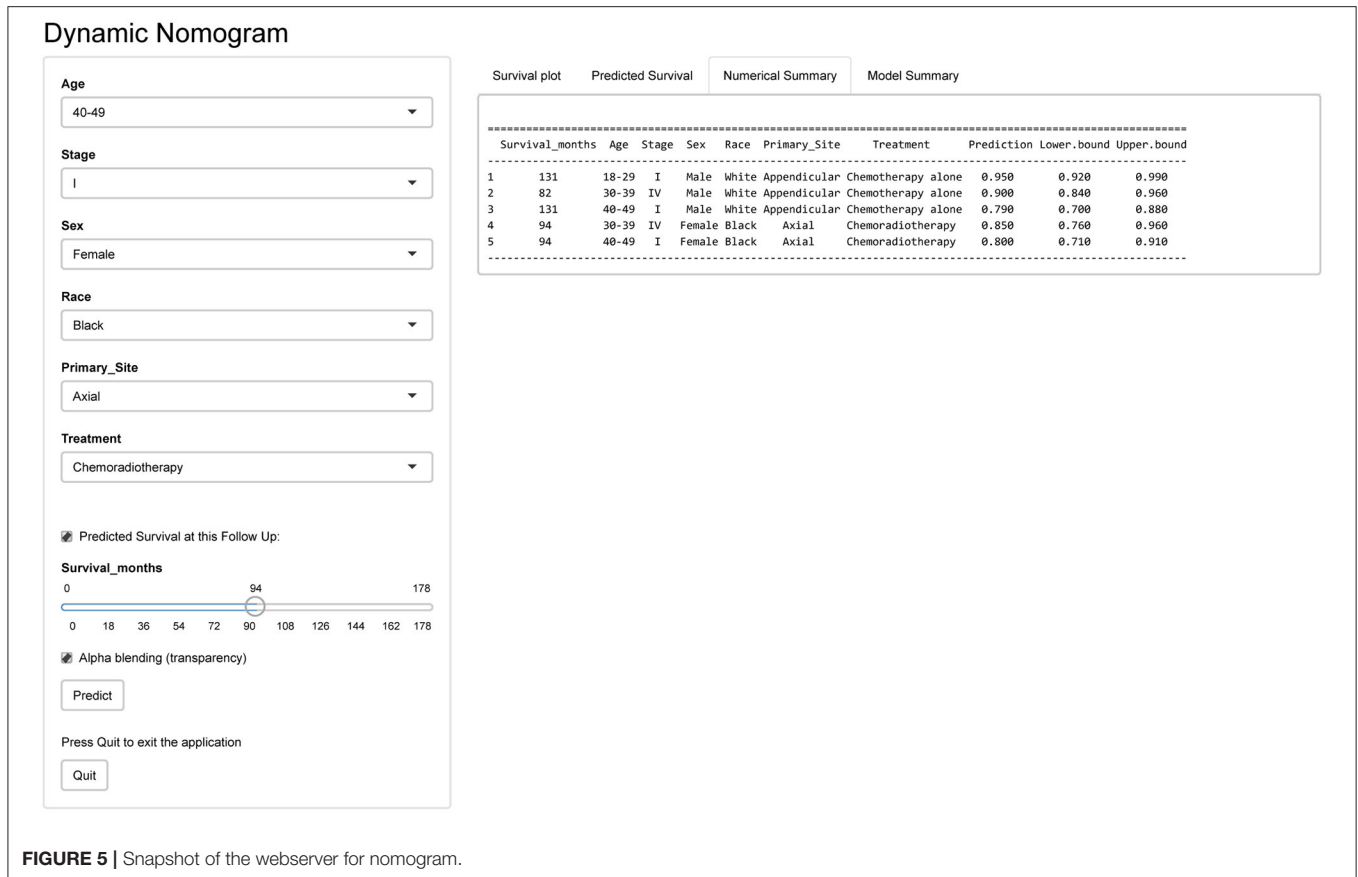 Dynamic Nomogram
Age
40-49
Stage
I
Sex
Female
Race
Black
Primary_Site
Axial
Treatment
Chemoradiotherapy
Predicted Survival at this Follow Up:
Survival_months
0 94 178
0 18 36 54 72 90 108 126 144 162 178
Alpha blending (transparency)
Predict
Press Quit to exit the application
Quit
Survival plot Predicted Survival Numerical Summary Model Summary
Survival_months Age Stage Sex Race Primary_Site Treatment Prediction Lower.bound Upper.bound
1 131 18-29 I Male White Appendicular Chemotherapy alone 0.950 0.920 0.990
2 82 30-39 IV Male White Appendicular Chemotherapy alone 0.900 0.840 0.960
3 131 40-49 I Male White Appendicular Chemotherapy alone 0.790 0.700 0.880
4 94 30-39 IV Female Black Axial Chemoradiotherapy 0.850 0.760 0.960
5 94 40-49 I Female Black Axial Chemoradiotherapy 0.800 0.710 0.910
FIGURE 5 | Snapshot of the webserver for nomogram.